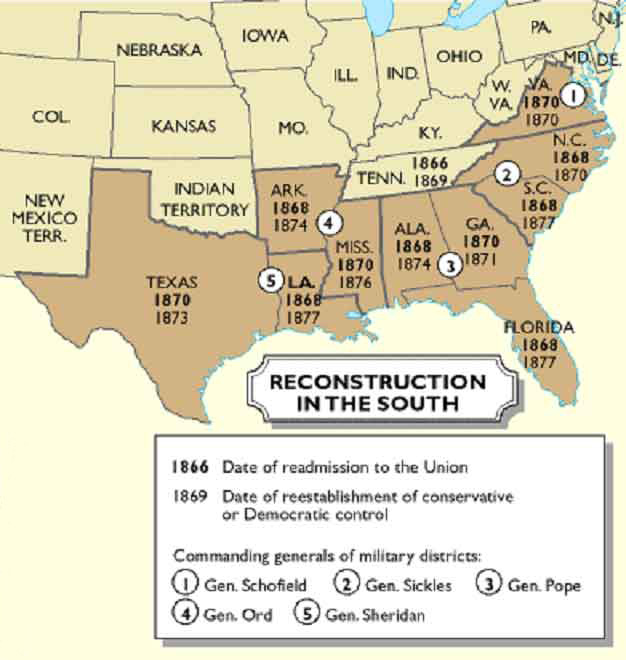 IOWA
NEBRASKA
PA.
N.J.
OHIO
MD.
DE.
ILL.
IND.
W.
VA.
VA.
1870
1870
1
COL.
KANSAS
MO.
KY.
N.C.
1868
1870
1866
TENN. 1869
2
INDIAN
TERRITORY
ARK.
1868
1874
S.C.
1868
1877
NEW
MEXICO
TERR.
4
MISS.
1870
1876
ALA.
1868
1874
GA.
1870
1871
3
TEXAS
1870
1873
5
LA.
1868
1877
FLORIDA
1868
1877
RECONSTRUCTION
IN THE SOUTH
1866 Date of readmission to the Union
1869 Date of reestablishment of conservative
or Democratic control
Commanding generals of military districts:
1 Gen. Schofield 2 Gen. Sickles 3 Gen. Pope
4 Gen. Ord 5 Gen. Sheridan